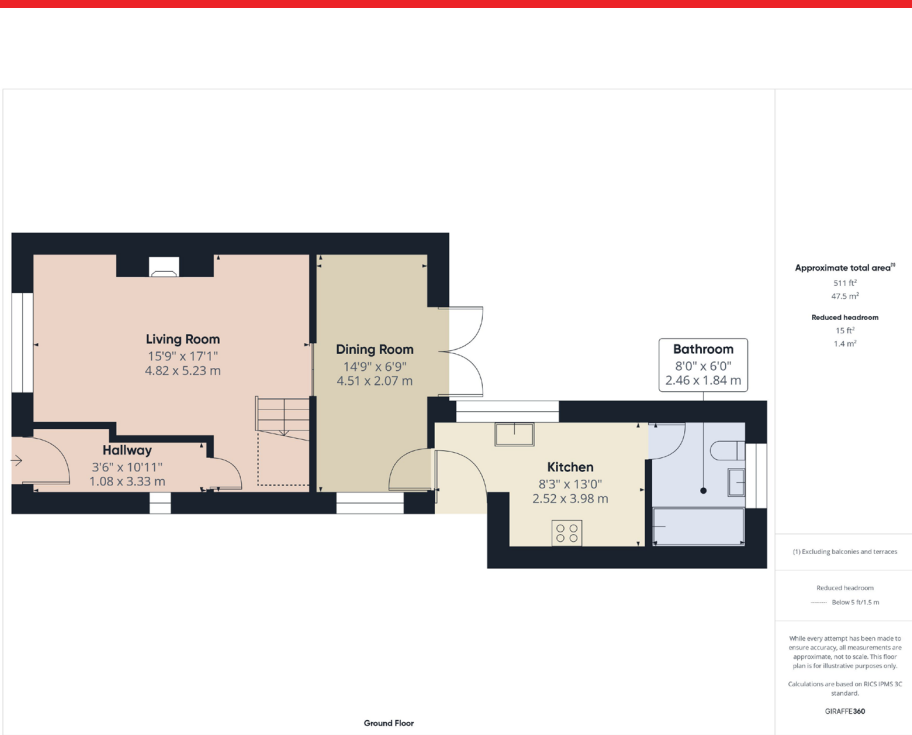 Living Room
15'9" x 17'1"
4.82 x 5.23 m
Dining Room
14'9" x 6'9"
4.51 x 2.07 m
Bathroom
8'0" x 6'0"
2.46 x 1.84 m
Hallway
3'6" x 10'11"
1.08 x 3.33 m
Kitchen
8'3" x 13'0"
2.52 x 3.98 m
Ground Floor
Approximate total area(1)
511 ft²
47.5 m²
Reduced headroom
15 ft²
1.4 m²
(1) Excluding balconies and terraces
Reduced headroom
Below 5 ft/1.5 m
While every attempt has been made to
ensure accuracy, all measurements are
approximate, not to scale. This floor
plan is for illustrative purposes only.
Calculations are based on RICS IPMS 3C
standard.
GIRAFFE360